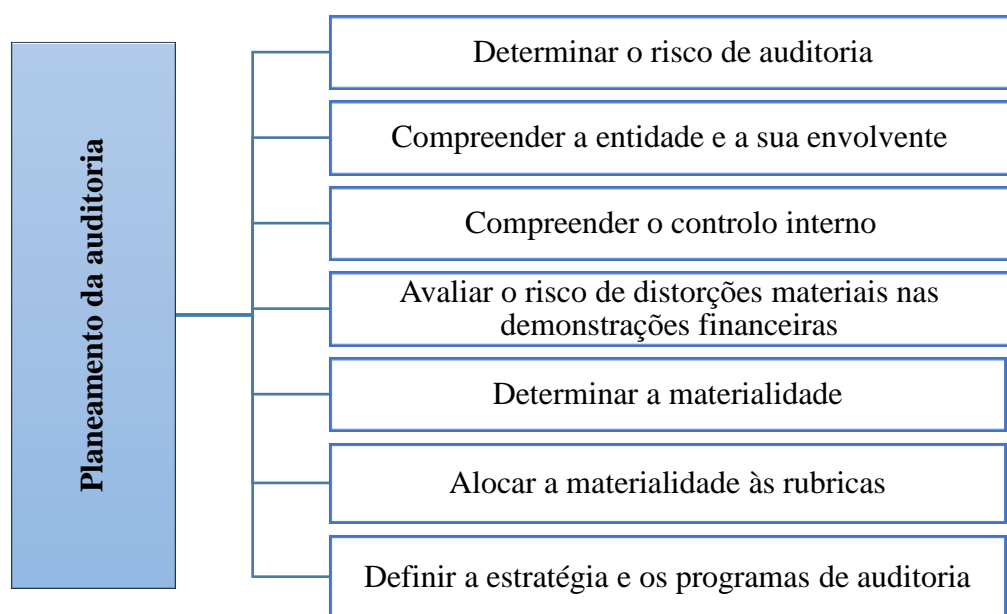 Planeamento da auditoria
Determinar o risco de auditoria
Compreender a entidade e a sua envolvente
Compreender o controlo interno
Avaliar o risco de distorções materiais nas
demonstrações financeiras
Determinar a materialidade
Alocar a materialidade às rubricas
Definir a estratégia e os programas de auditoria